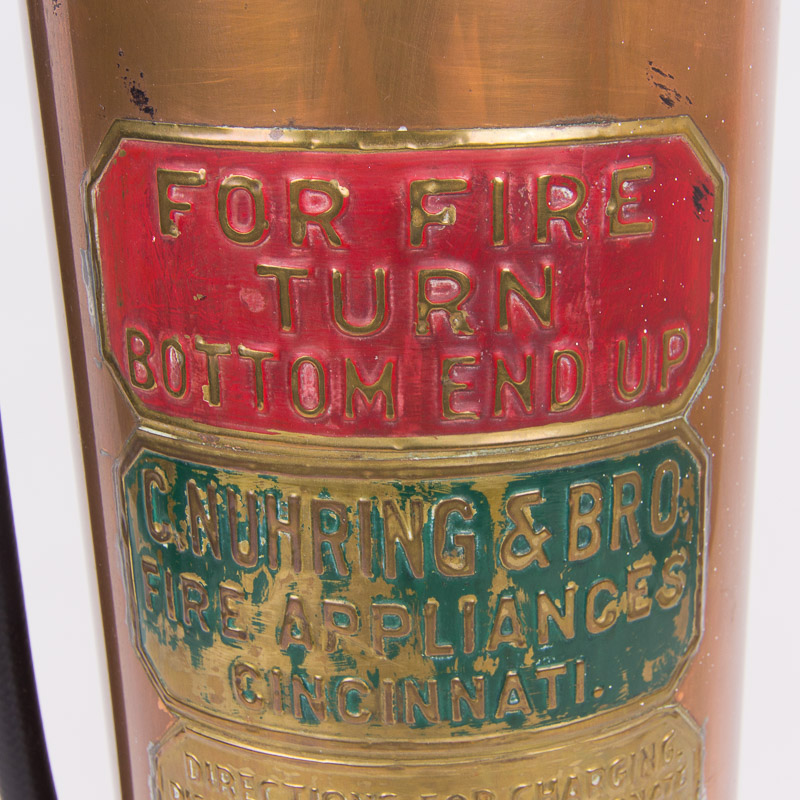 FOR FIRE
TURN
BOTTOM END UP
C. NUHRING & BRO.
FIRE APPLIANCES
CINCINNATI.
DIRECTIONS FOR CHARGING.